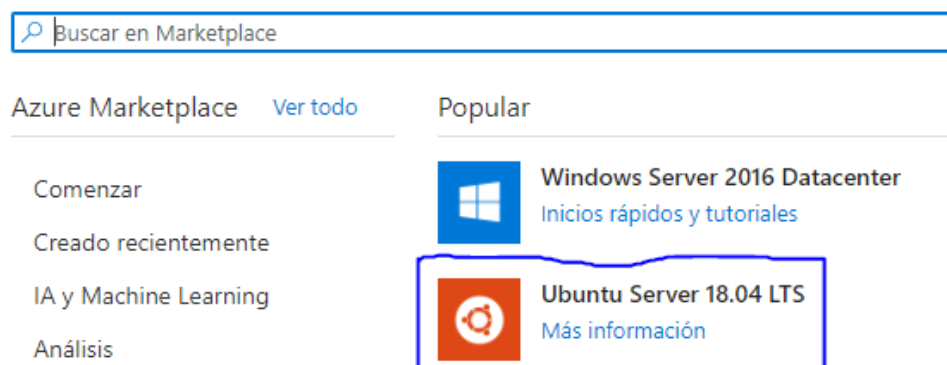 Buscar en Marketplace
Azure Marketplace Ver todo
Comenzar
Creado recientemente
IA y Machine Learning
Análisis
Popular
Windows Server 2016 Datacenter
Inicios rápidos y tutoriales
Ubuntu Server 18.04 LTS
Más información